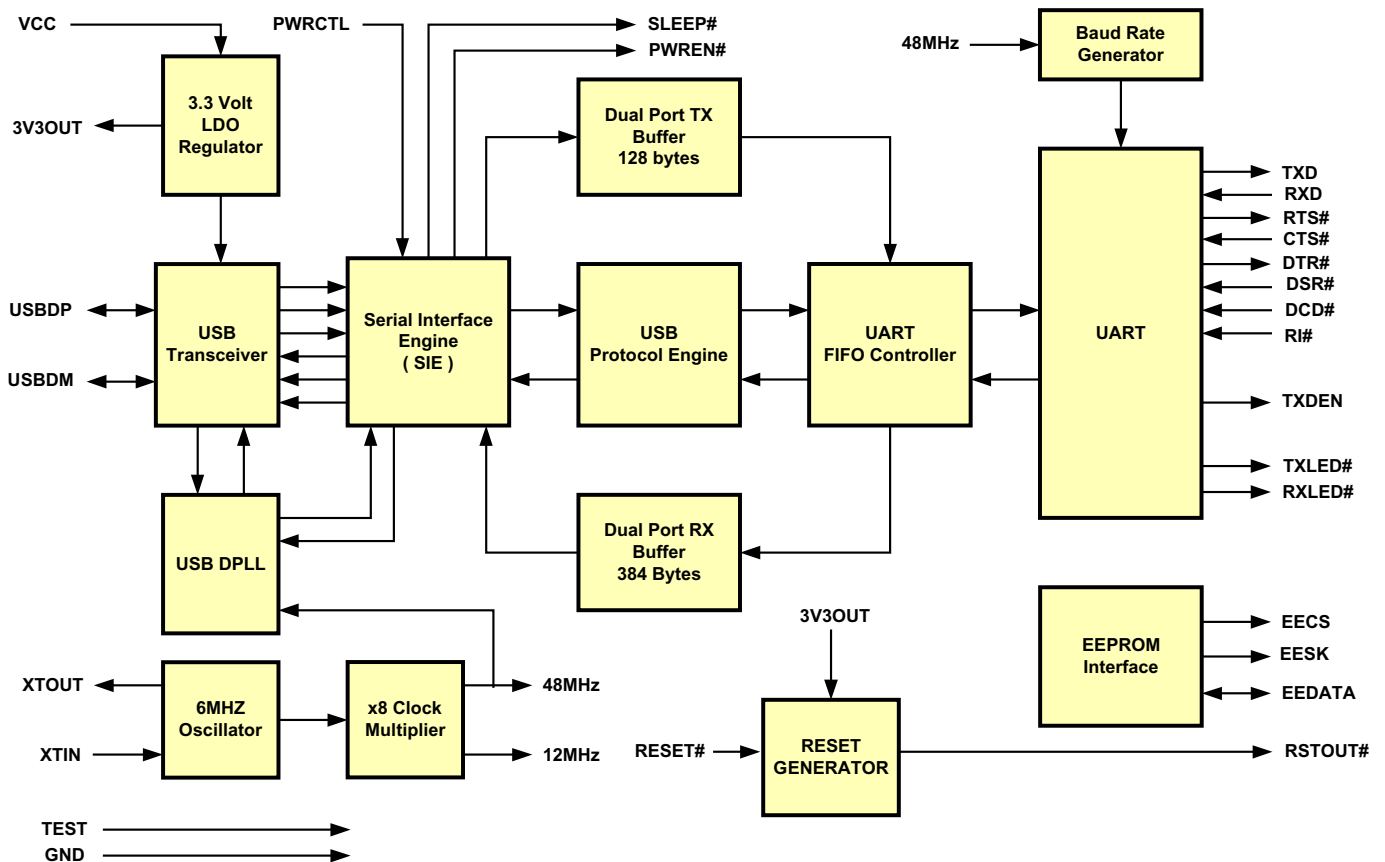 VCC
PWRCTL
SLEEP#
PWREN#
48MHz
Baud Rate
Generator
3V3OUT
3.3 Volt
LDO
Regulator
Dual Port TX
Buffer
128 bytes
USBDP
USBDM
USB
Transceiver
Serial Interface
Engine
( SIE )
USB
Protocol Engine
UART
FIFO Controller
UART
TXD
RXD
RTS#
CTS#
DTR#
DSR#
DCD#
RI#
TXDEN
TXLED#
RXLED#
USB DPLL
Dual Port RX
Buffer
384 Bytes
XTOUT
XTIN
6MHZ
Oscillator
x8 Clock
Multiplier
48MHz
12MHz
3V3OUT
RESET#
RESET
GENERATOR
RSTOUT#
EEPROM
Interface
EECS
EESK
EEDATA
TEST
GND